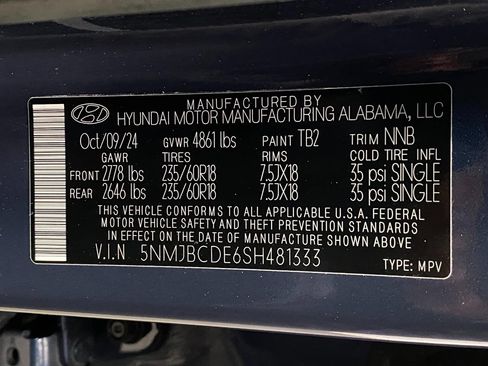 MANUFACTURED BY
HYUNDAI MOTOR MANUFACTURING ALABAMA, LLC
Oct/09/24 GVWR 4861 lbs PAINT TB2 TRIM NNB
GAWR TIRES RIMS COLD TIRE INFL
FRONT 2778 lbs 235/60R18 7.5JX18 35 psi SINGLE
REAR 2646 lbs 235/60R18 7.5JX18 35 psi SINGLE
THIS VEHICLE CONFORMS TO ALL APPLICABLE U.S.A. FEDERAL
MOTOR VEHICLE SAFETY AND THEFT PREVENTION STANDARDS
IN EFFECT ON THE DATE OF MANUFACTURE SHOWN ABOVE
V.I.N. 5NMJBCDE6SH481333
TYPE: MPV